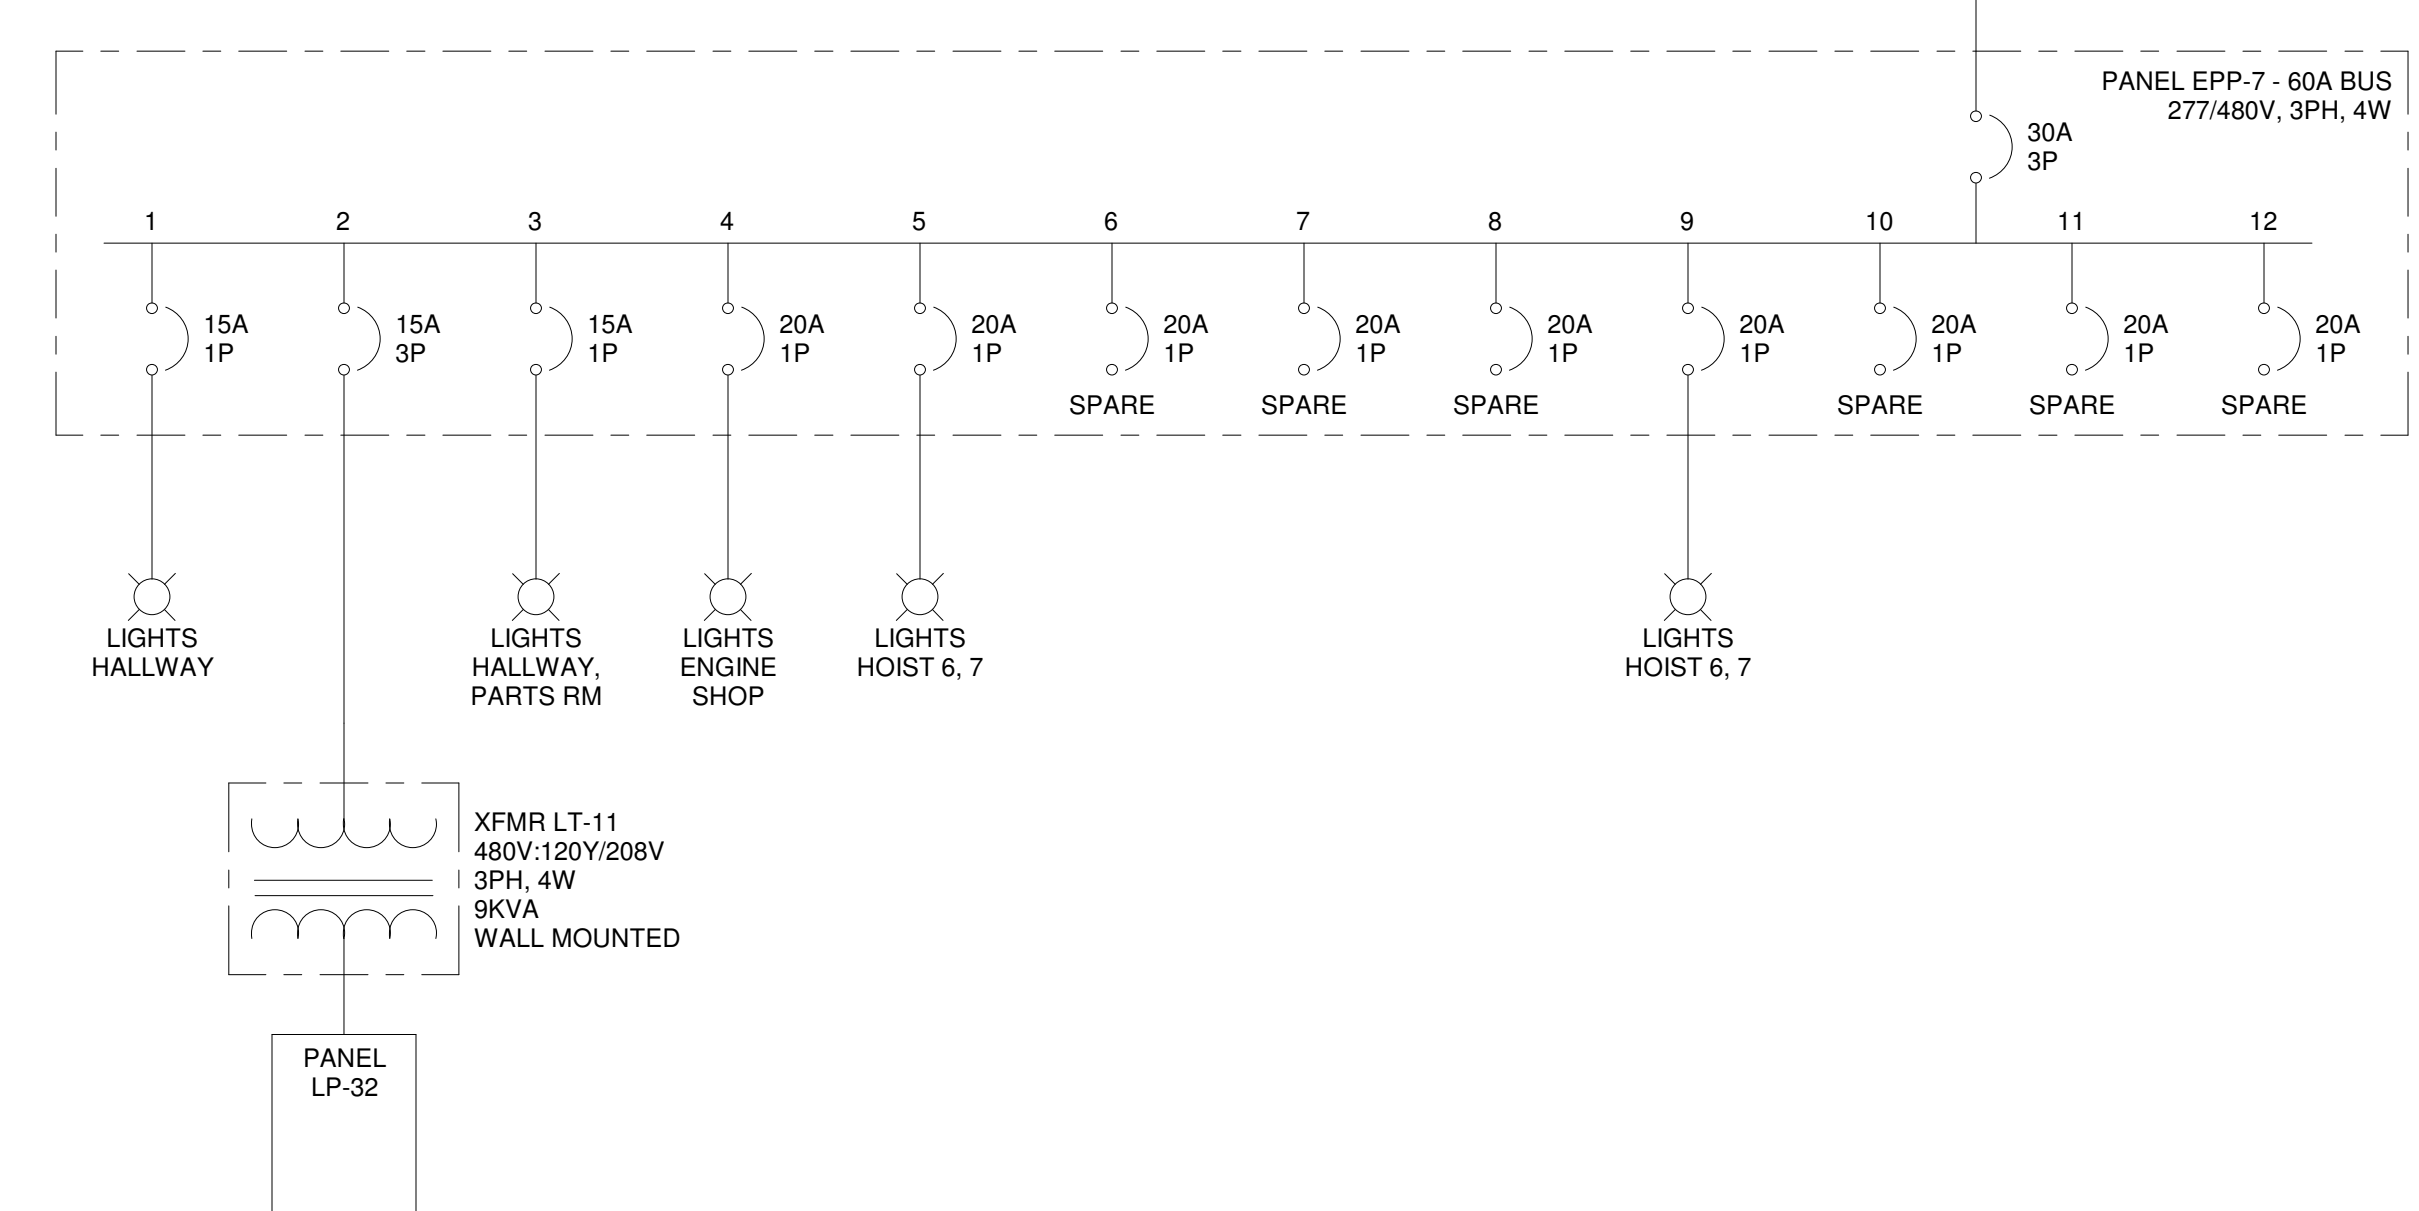 PANEL EPP-7 - 60A BUS
277/480V, 3PH, 4W
30A
3P
1
2
3
4
5
6
7
8
9
10
11
12
15A
1P
15A
3P
15A
1P
20A
1P
20A
1P
20A
1P
20A
1P
20A
1P
20A
1P
20A
1P
20A
1P
20A
1P
SPARE
SPARE
SPARE
SPARE
SPARE
SPARE
LIGHTS
HALLWAY
LIGHTS
HALLWAY,
PARTS RM
LIGHTS
ENGINE
SHOP
LIGHTS
HOIST 6, 7
LIGHTS
HOIST 6, 7
XFMR LT-11
480V:120Y/208V
3PH, 4W
9KVA
WALL MOUNTED
PANEL
LP-32